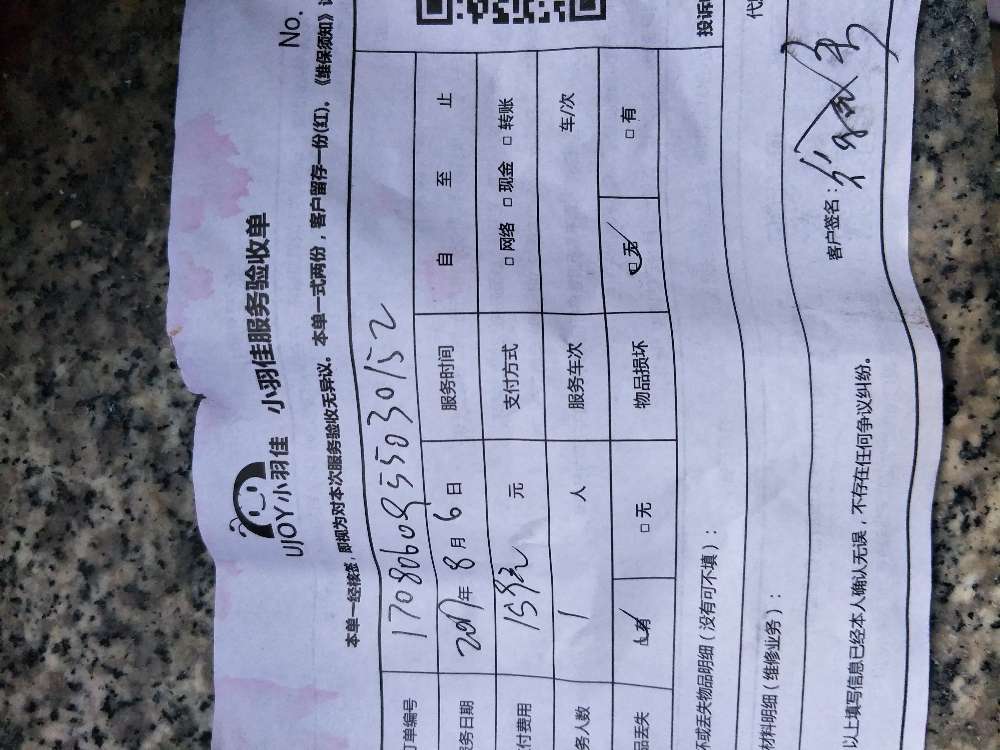 No.
UJOY小羽佳 小羽佳服务验收单
本单一经核签，即视为对本次服务验收无异议。本单一式两份，客户留存一份(红)。《维保须知》
订单编号
服务日期 2017年8月6日 服务时间 自 至 止
付费用 元 支付方式 □网络 □现金 □转账
务人数 1 人 服务车次 车/次
品丢失 □有 □无 物品损坏 □无 □有
坏或丢失物品明细（没有可不填）：
投诉
材料明细（维修业务）：
代
以上填写信息已经本人确认无误，不存在任何争议纠纷。 客户签名：